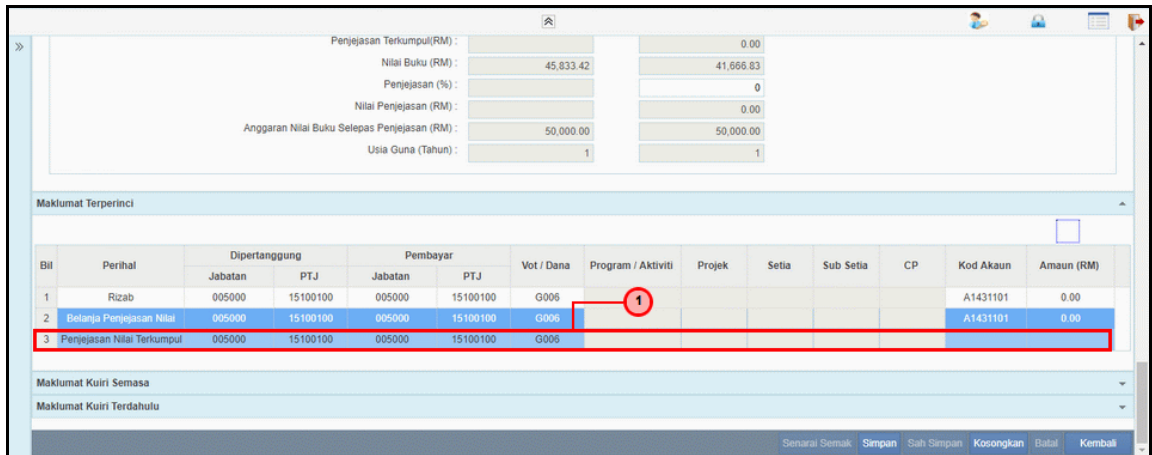 Penjejasan Terkumpul(RM) : 0.00
Nilai Buku (RM) : 45,833.42 41,666.83
Penjejasan (%) : 0
Nilai Penjejasan (RM) : 0.00
Anggaran Nilai Buku Selepas Penjejasan (RM) : 50,000.00 50,000.00
Usia Guna (Tahun) : 1 1
Maklumat Terperinci
Bil Perihal Dipertanggung Pembayar Vot / Dana Program / Aktiviti Projek Setia Sub Setia CP Kod Akaun Amaun (RM)
Jabatan PTJ Jabatan PTJ
1 Rizab 005000 15100100 005000 15100100 G006 A1431101 0.00
1
2 Belanja Penjejasan Nilai 005000 15100100 005000 15100100 G006 A1431101 0.00
3 Penjejasan Nilai Terkumpul 005000 15100100 005000 15100100 G006
Maklumat Kuiri Semasa
Maklumat Kuiri Terdahulu
Senarai Semak Simpan Sah Simpan Kosongkan Batal Kembali